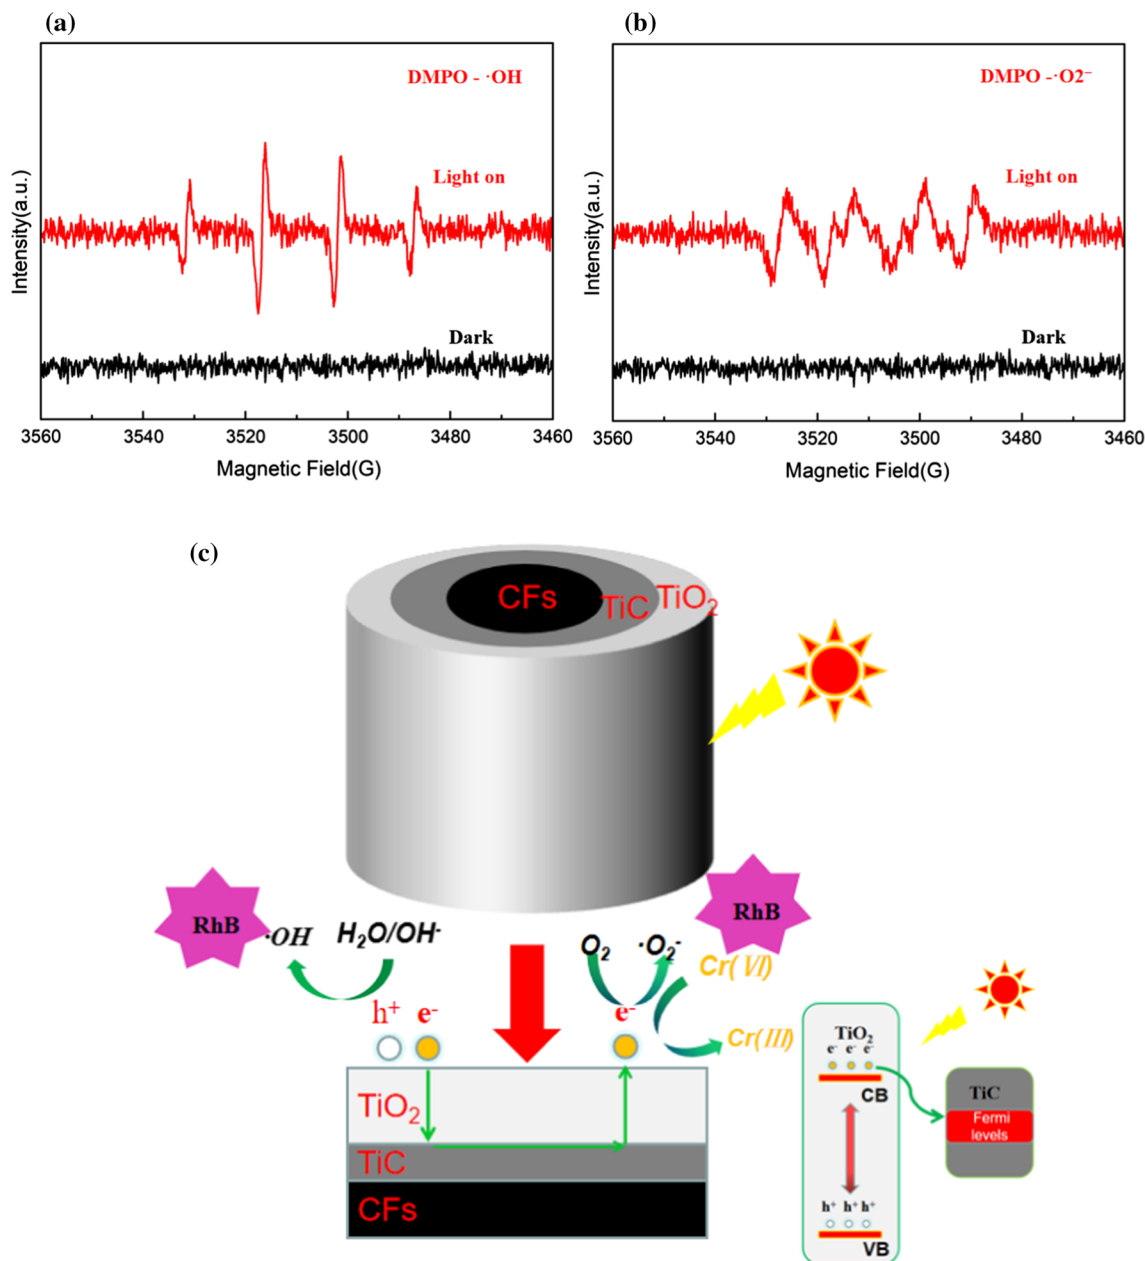 (a)
DMPO - ·OH
Light on
Dark
Intensity(a.u.)
3560 3540 3520 3500 3480 3460
Magnetic Field(G)
(b)
DMPO -·O2⁻
Light on
Dark
Intensity(a.u.)
3560 3540 3520 3500 3480 3460
Magnetic Field(G)
(c)
CFs
TiC
TiO₂
RhB
·OH
H₂O/OH⁻
O₂
·O₂⁻
RhB
Cr(Ⅵ)
h⁺
e⁻
e⁻
Cr(Ⅲ)
TiO₂
TiC
CFs
TiO₂
e⁻ e⁻ e⁻
CB
h⁺ h⁺ h⁺
VB
TiC
Fermi
levels